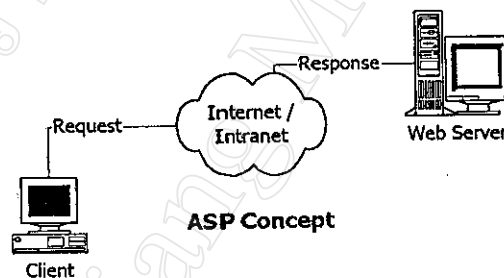 Response
Request
Internet /
Intranet
Web Server
ASP Concept
Client